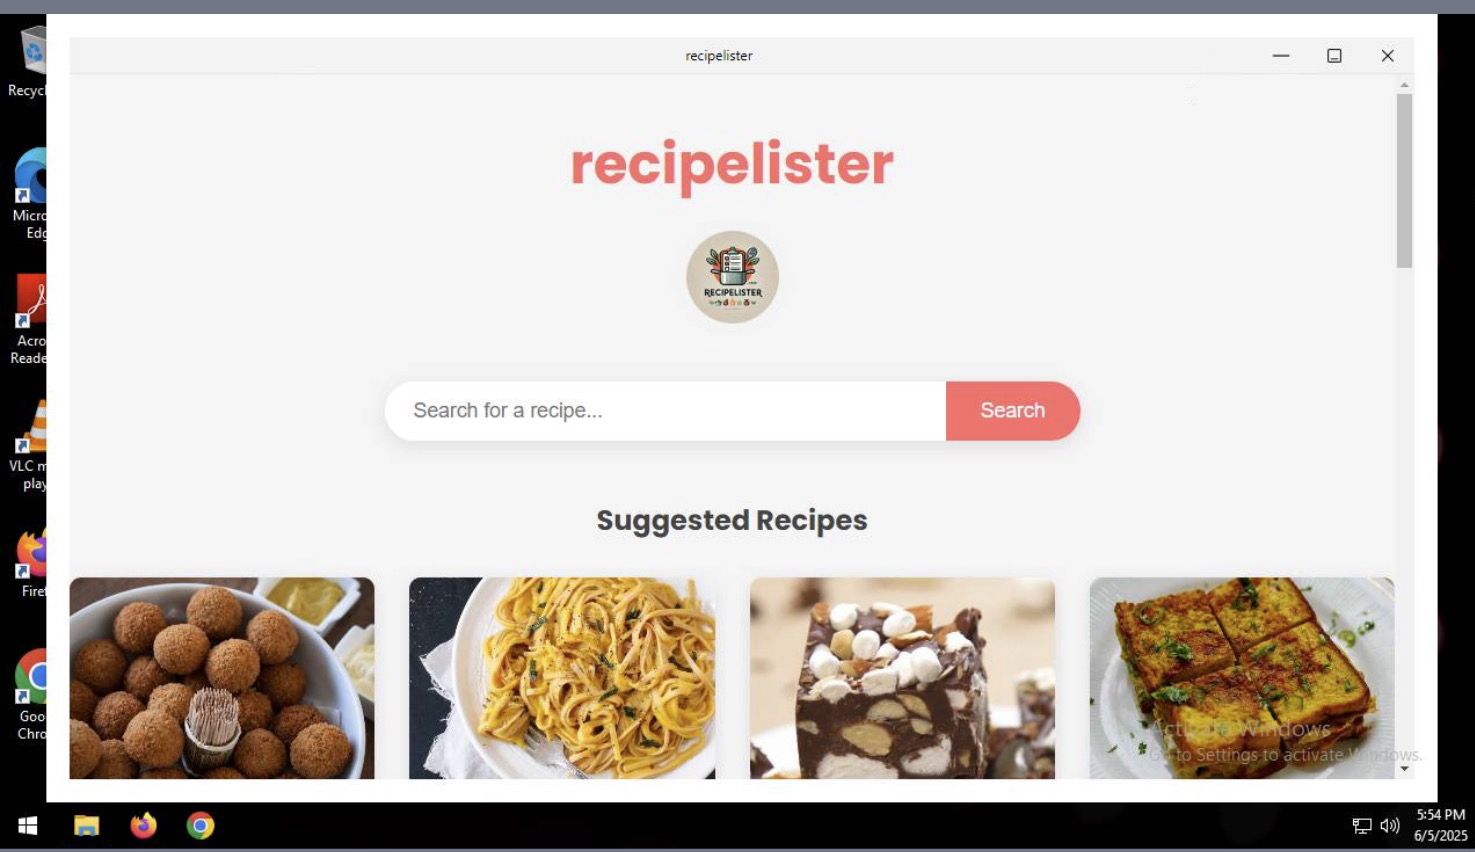 recipelister
Recycl
recipelister
RECIPELISTER
Micro
Edg
Acro
Reade
Search for a recipe...
Search
VLC m
play
Suggested Recipes
Firef
Goo
Chro
Activate Windows
Go to Settings to activate Windows.
5:54 PM
6/5/2025